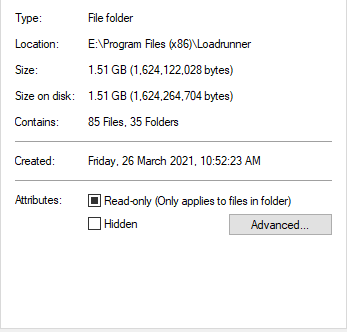 Type: File folder
Location: E:\Program Files (x86)\Loadrunner
Size: 1.51 GB (1,624,122,028 bytes)
Size on disk: 1.51 GB (1,624,264,704 bytes)
Contains: 85 Files, 35 Folders
Created: Friday, 26 March 2021, 10:52:23 AM
Attributes: Read-only (Only applies to files in folder)
Hidden Advanced...